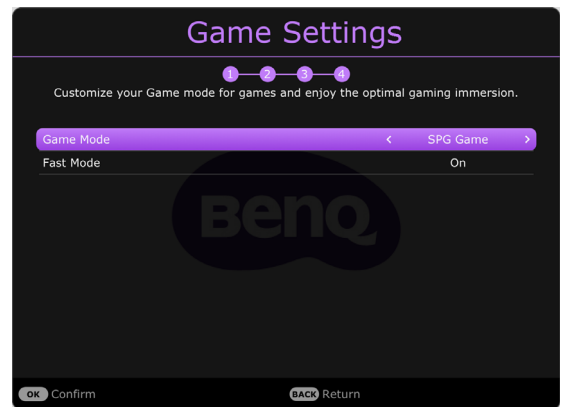 Game Settings
1 2 3 4
Customize your Game mode for games and enjoy the optimal gaming immersion.
Game Mode < SPG Game >
Fast Mode On
BenQ
OK Confirm BACK Return